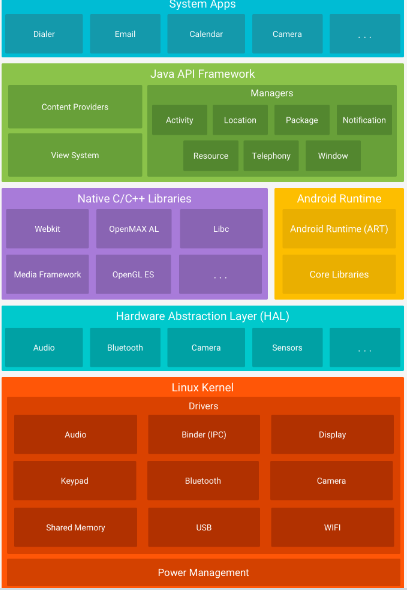 System Apps
Dialer
Email
Calendar
Camera
. . .
Java API Framework
Content Providers
View System
Managers
Activity
Location
Package
Notification
Resource
Telephony
Window
Native C/C++ Libraries
Webkit
OpenMAX AL
Libc
Media Framework
OpenGL ES
. . .
Android Runtime
Android Runtime (ART)
Core Libraries
Hardware Abstraction Layer (HAL)
Audio
Bluetooth
Camera
Sensors
. . .
Linux Kernel
Drivers
Audio
Binder (IPC)
Display
Keypad
Bluetooth
Camera
Shared Memory
USB
WIFI
Power Management